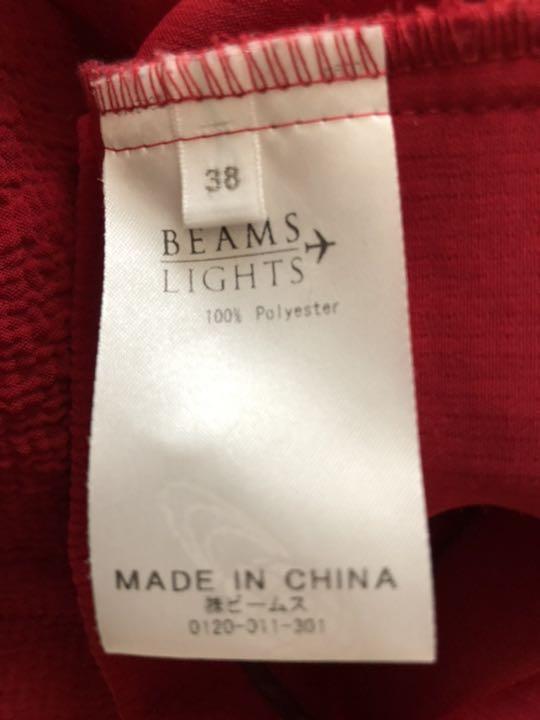 38
BEAMS
LIGHTS
100% Polyester
MADE IN CHINA
㈱ビームス
0120-011-301